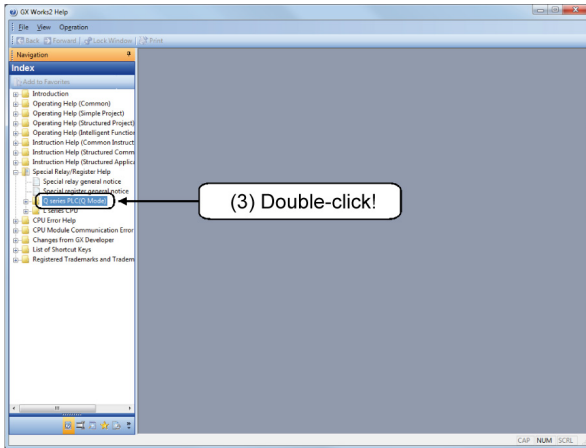 GX Works2 Help
File View Operation
Back Forward Lock Window Print
Navigation
Index
Add to Favorites
Introduction
Operating Help (Common)
Operating Help (Simple Project)
Operating Help (Structured Project)
Operating Help (Intelligent Function
Instruction Help (Common Instruct
Instruction Help (Structured Comm
Instruction Help (Structured Applica
Special Relay/Register Help
Special relay general notice
Special register general notice
Q series PLC(Q Mode)
(3) Double-click!
L series CPU
CPU Error Help
CPU Module Communication Error
Changes from GX Developer
List of Shortcut Keys
Registered Trademarks and Tradem
CAP NUM SCRL